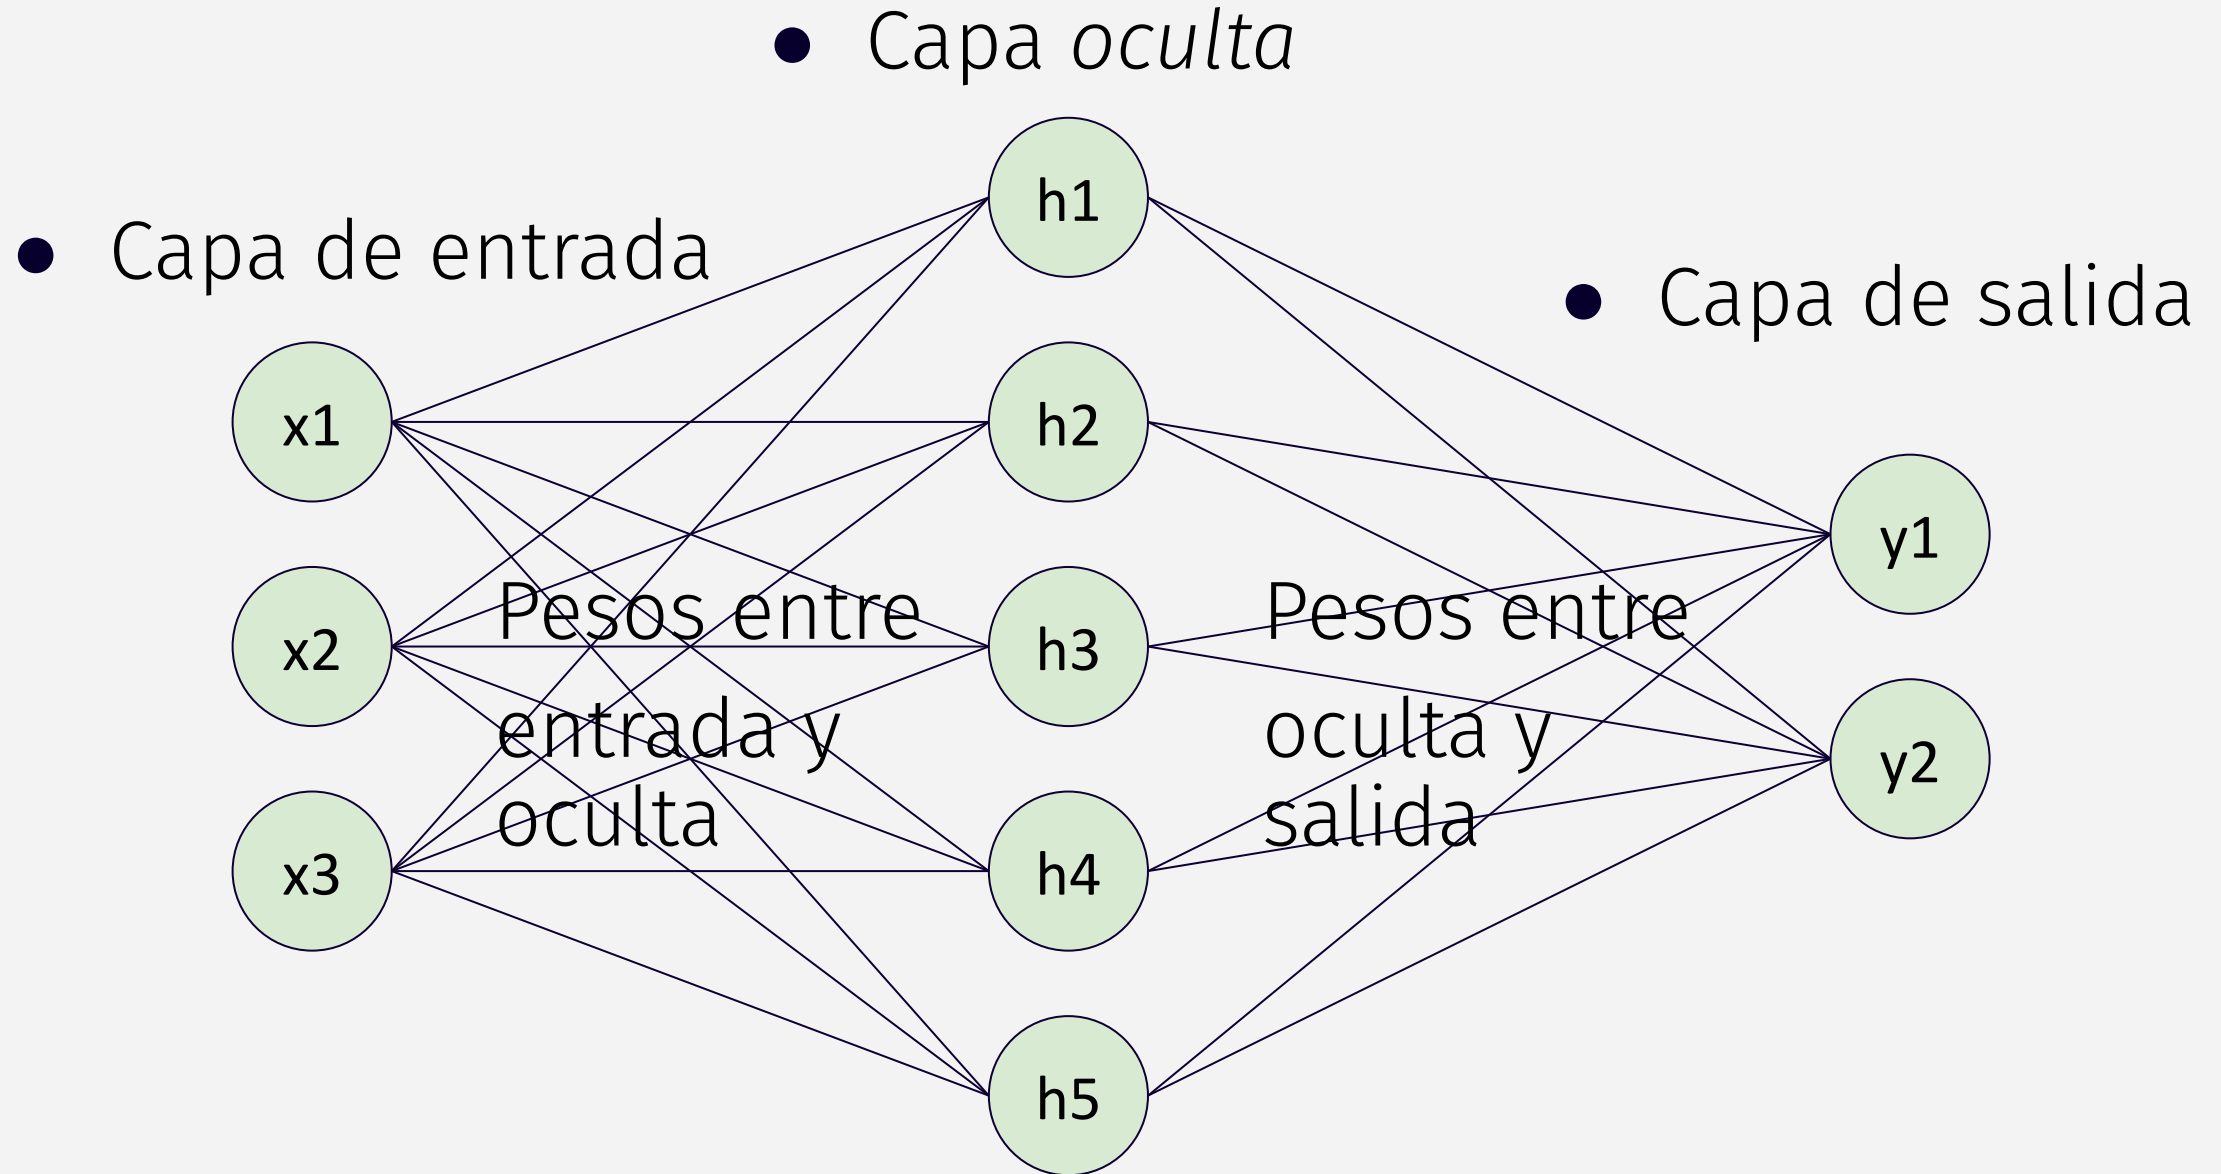 ● Capa oculta
● Capa de entrada
● Capa de salida
h1
x1
h2
y1
x2
Pesos entre
entrada y
oculta
h3
Pesos entre
oculta y
salida
y2
x3
h4
h5